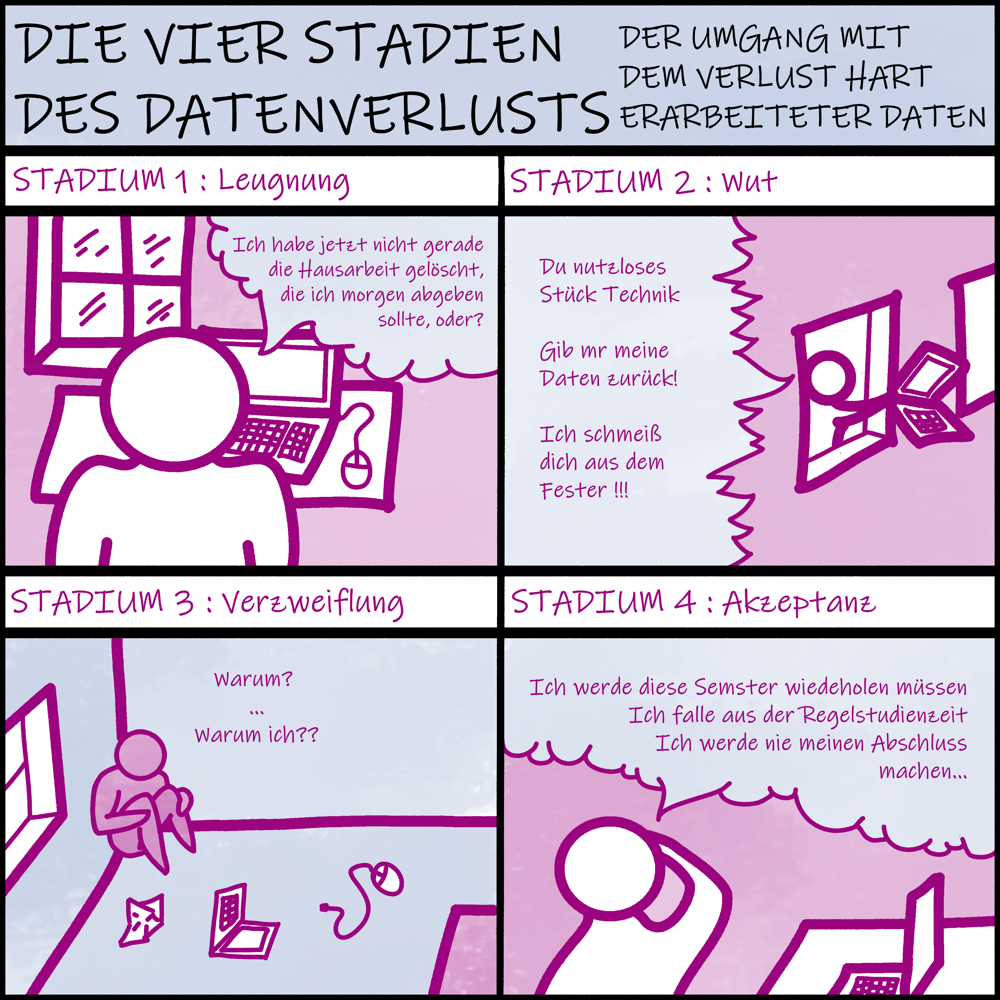 DIE VIER STADIEN
DES DATENVERLUSTS
DER UMGANG MIT
DEM VERLUST HART
ERARBEITETER DATEN
STADIUM 1 : Leugnung
Ich habe jetzt nicht gerade
die Hausarbeit gelöscht,
die ich morgen abgeben
sollte, oder?
STADIUM 2 : Wut
Du nutzloses
Stück Technik
Gib mr meine
Daten zurück!
Ich schmeiß
dich aus dem
Fester !!!
STADIUM 3 : Verzweiflung
Warum?
...
Warum ich??
STADIUM 4 : Akzeptanz
Ich werde diese Semster wiedeholen müssen
Ich falle aus der Regelstudienzeit
Ich werde nie meinen Abschluss
machen...